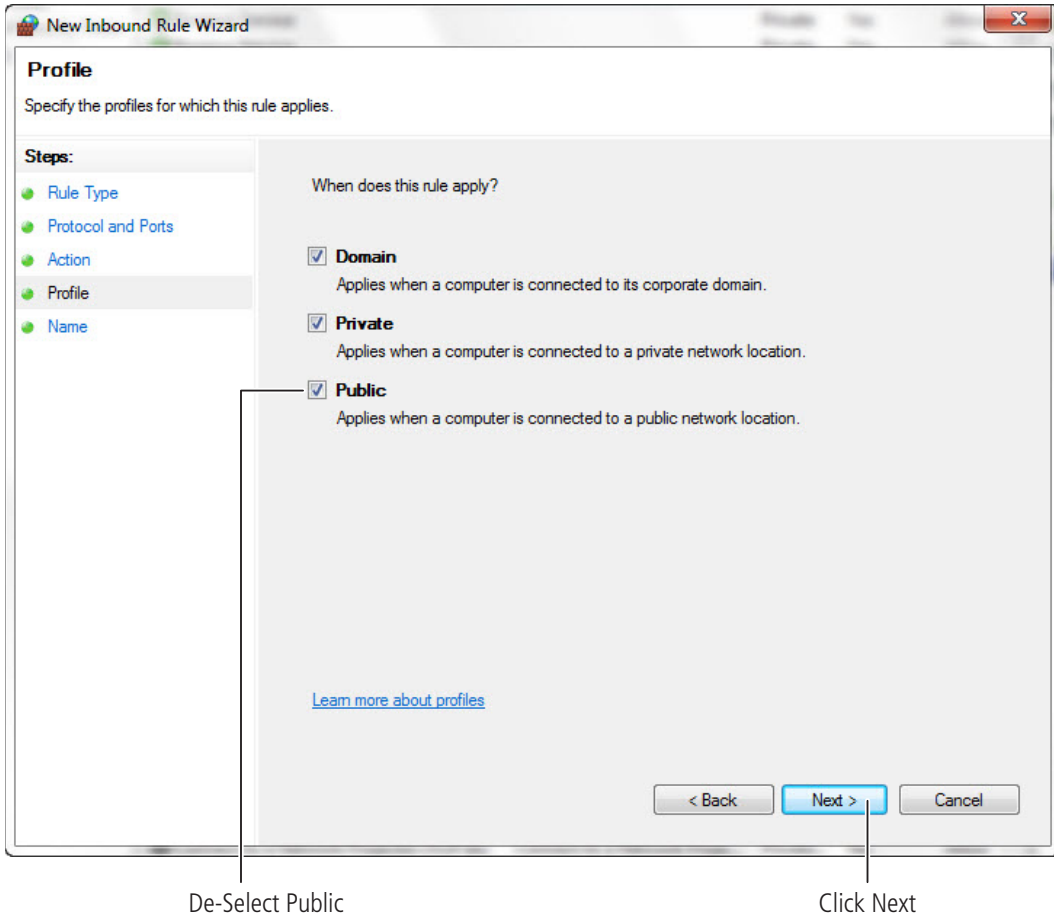 New Inbound Rule Wizard
Profile
Specify the profiles for which this rule applies.
Steps:
Rule Type
Protocol and Ports
Action
Profile
Name
When does this rule apply?
Domain
Applies when a computer is connected to its corporate domain.
Private
Applies when a computer is connected to a private network location.
Public
Applies when a computer is connected to a public network location.
Learn more about profiles
< Back
Next >
Cancel
De-Select Public
Click Next